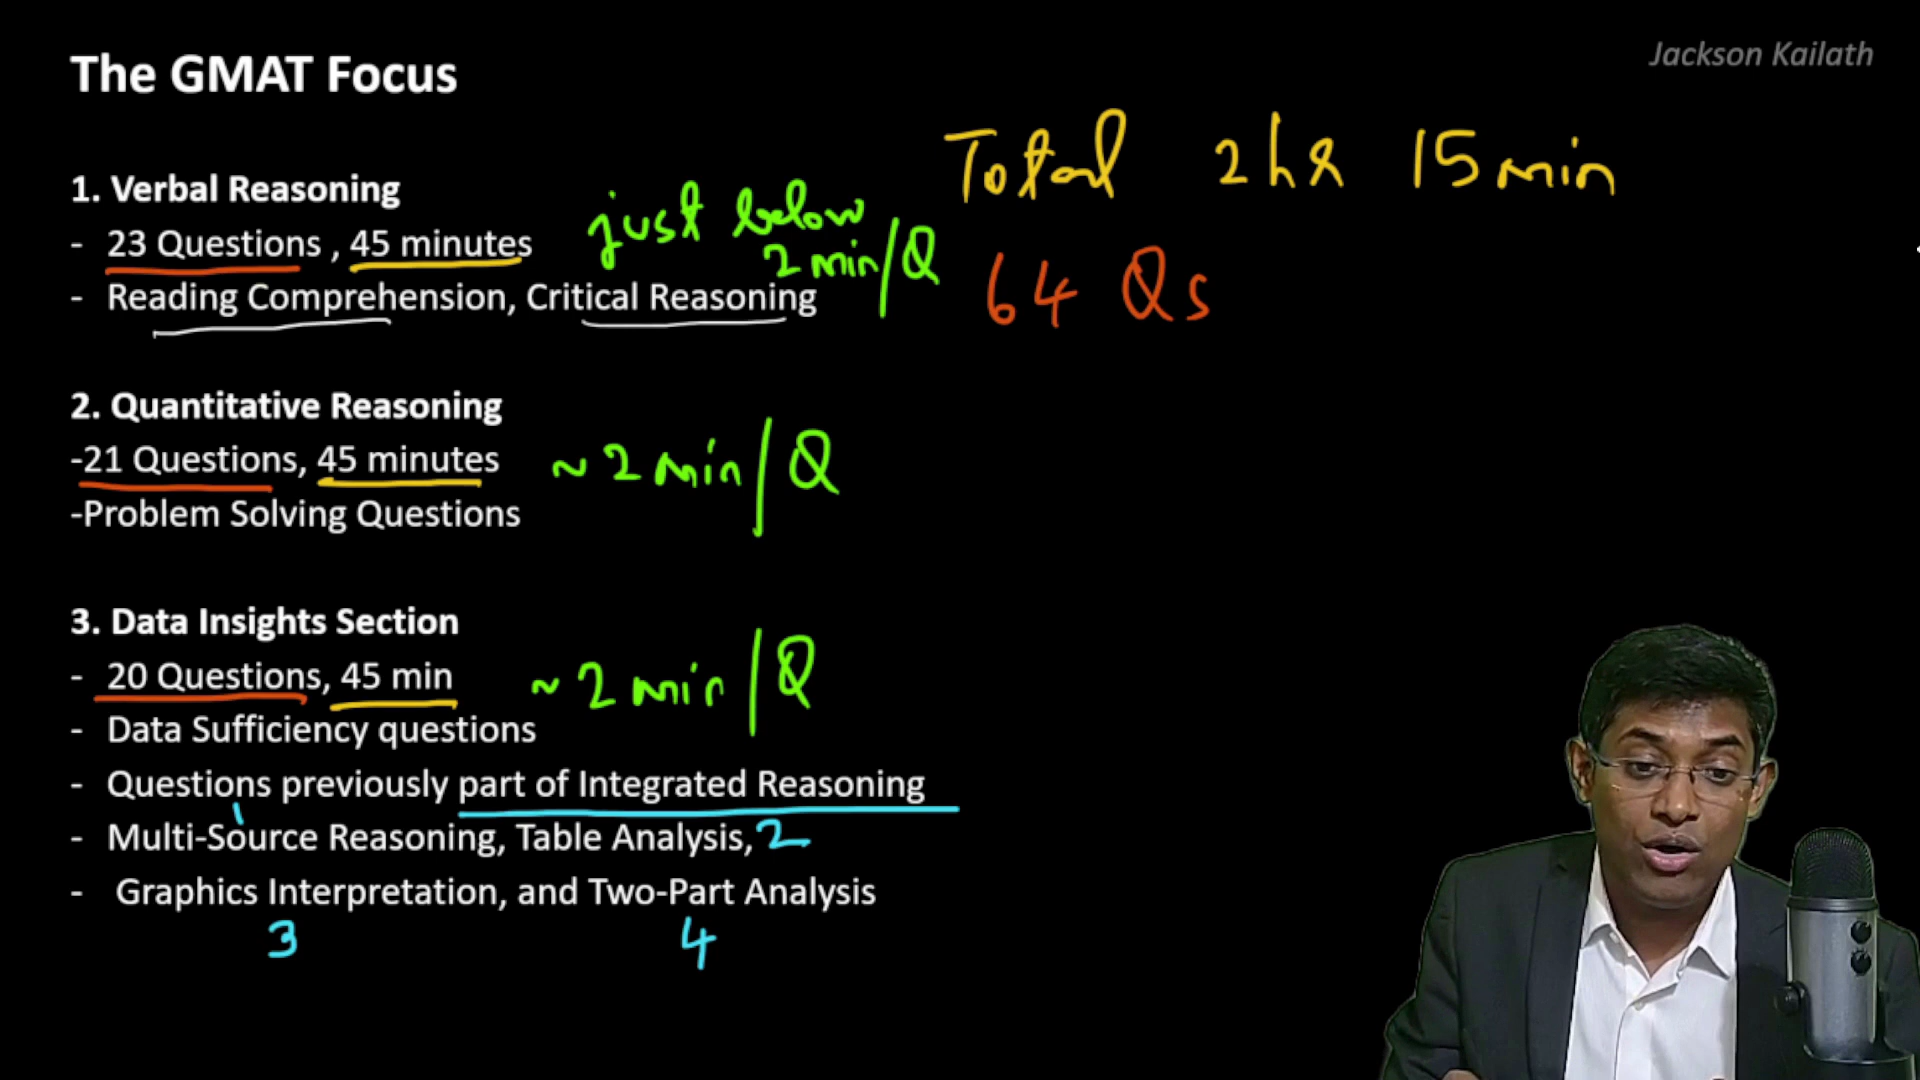 The GMAT Focus
Jackson Kailath
Total 2hr 15min
64 Qs
1. Verbal Reasoning
- 23 Questions , 45 minutes
just below
2 min/Q
- Reading Comprehension, Critical Reasoning
2. Quantitative Reasoning
-21 Questions, 45 minutes
~ 2 min/Q
-Problem Solving Questions
3. Data Insights Section
- 20 Questions, 45 min
~ 2 min/Q
- Data Sufficiency questions
- Questions previously part of Integrated Reasoning
1
- Multi-Source Reasoning, Table Analysis, 2
- Graphics Interpretation, and Two-Part Analysis
3 4